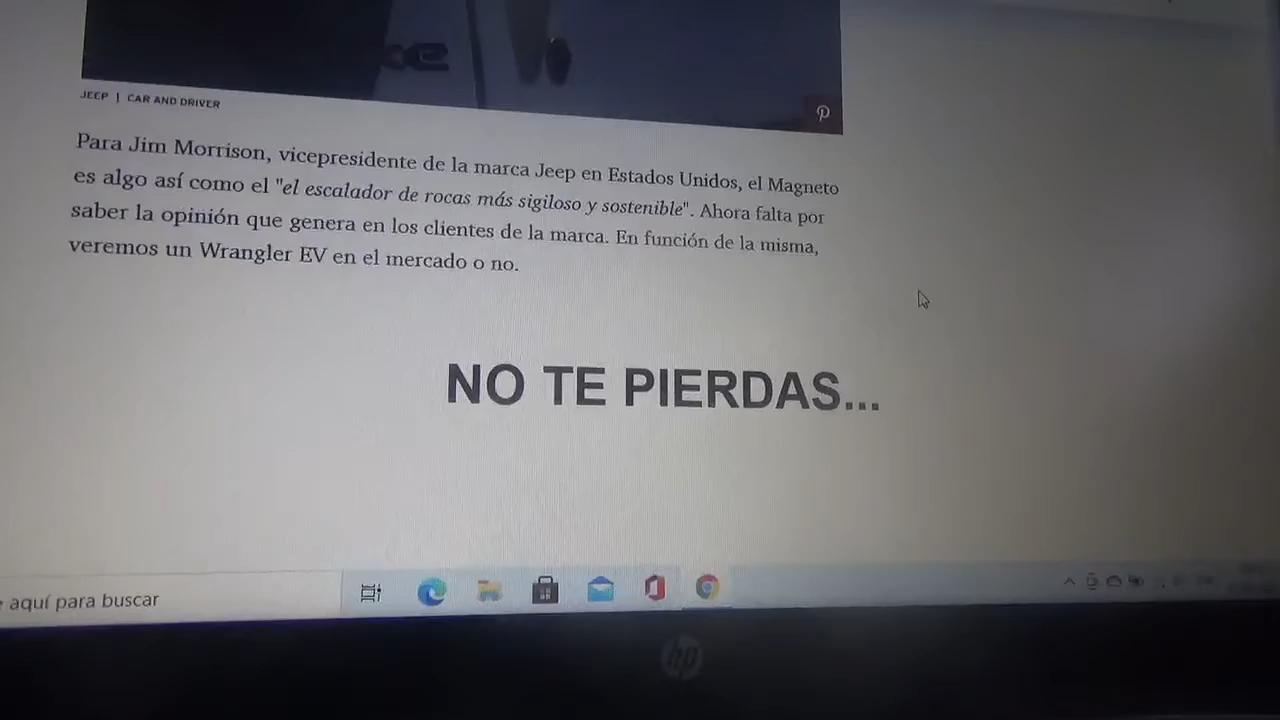 JEEP | CAR AND DRIVER
Para Jim Morrison, vicepresidente de la marca Jeep en Estados Unidos, el Magneto
es algo así como el "el escalador de rocas más sigiloso y sostenible". Ahora falta por
saber la opinión que genera en los clientes de la marca. En función de la misma,
veremos un Wrangler EV en el mercado o no.
NO TE PIERDAS...
aquí para buscar
hp